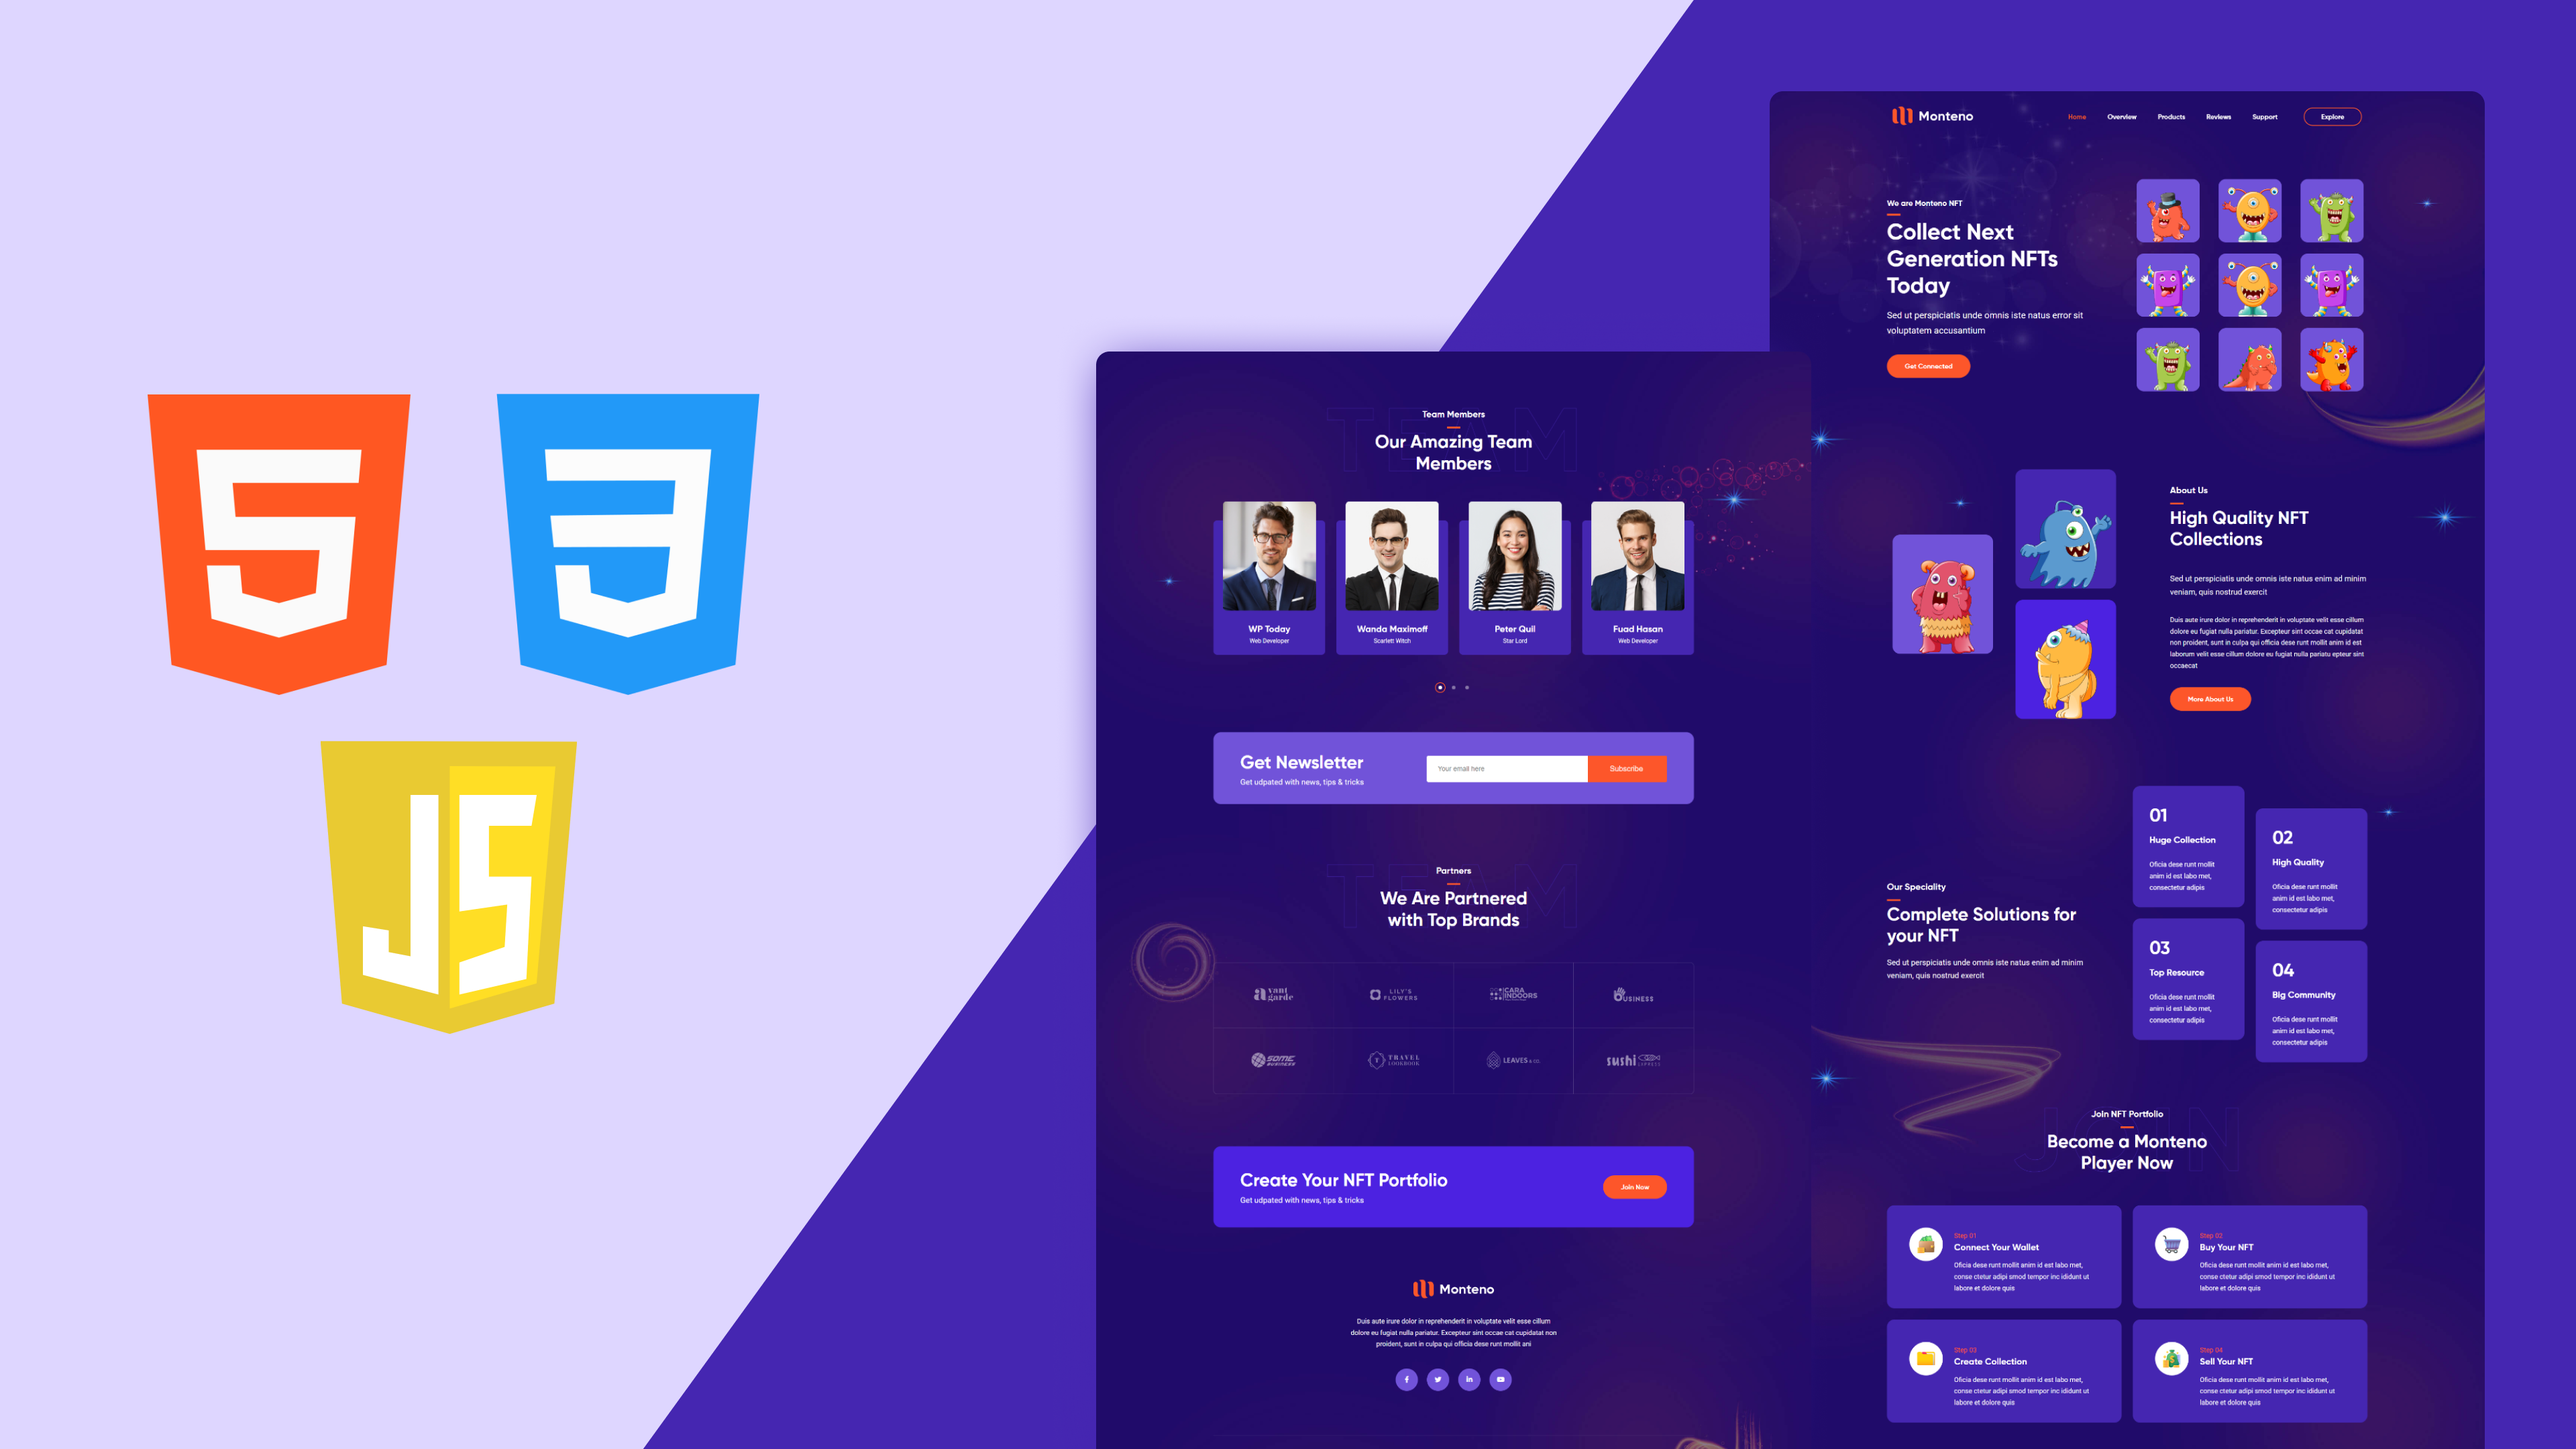 JS
Monteno
Home Overview Products Reviews Support Explore
We are Monteno NFT
Collect Next
Generation NFTs
Today
Sed ut perspiciatis unde omnis iste natus error sit
voluptatem accusantium
Get Connected
About Us
High Quality NFT
Collections
Sed ut perspiciatis unde omnis iste natus enim ad minim
veniam, quis nostrud exercit
Duis aute irure dolor in reprehenderit in voluptate velit esse cillum
dolore eu fugiat nulla pariatur. Excepteur sint occae cat cupidatat
non proident, sunt in culpa qui officia dese runt mollit anim id est
laborum velit esse cillum dolore eu fugiat nulla pariatu epteur sint
occaecat
More About Us
Our Speciality
Complete Solutions for
your NFT
Sed ut perspiciatis unde omnis iste natus enim ad minim
veniam, quis nostrud exercit
01
Huge Collection
Oficia dese runt mollit
anim id est labo met,
consectetur adipis
02
High Quality
Oficia dese runt mollit
anim id est labo met,
consectetur adipis
03
Top Resource
Oficia dese runt mollit
anim id est labo met,
consectetur adipis
04
Big Community
Oficia dese runt mollit
anim id est labo met,
consectetur adipis
JOIN
Join NFT Portfolio
Become a Monteno
Player Now
Step 01
Connect Your Wallet
Oficia dese runt mollit anim id est labo met,
conse ctetur adipi smod tempor inc ididunt ut
labore et dolore quis
Step 02
Buy Your NFT
Oficia dese runt mollit anim id est labo met,
conse ctetur adipi smod tempor inc ididunt ut
labore et dolore quis
Step 03
Create Collection
Oficia dese runt mollit anim id est labo met,
conse ctetur adipi smod tempor inc ididunt ut
labore et dolore quis
Step 04
Sell Your NFT
Oficia dese runt mollit anim id est labo met,
conse ctetur adipi smod tempor inc ididunt ut
labore et dolore quis
TEAM
Team Members
Our Amazing Team
Members
WP Today
Web Developer
Wanda Maximoff
Scarlett Witch
Peter Quil
Star Lord
Fuad Hasan
Web Developer
Get Newsletter
Get udpated with news, tips & tricks
Your email here
Subscribe
TEAM
Partners
We Are Partnered
with Top Brands
avant
garde
LILY'S
FLOWERS
CARA
INDOORS
BUSINESS
SOME
BUSINESS
T
TRAVEL
LOOKBOOK
LEAVES & CO.
sushi
EXPRESS
Create Your NFT Portfolio
Get udpated with news, tips & tricks
Join Now
Monteno
Duis aute irure dolor in reprehenderit in voluptate velit esse cillum
dolore eu fugiat nulla pariatur. Excepteur sint occae cat cupidatat non
proident, sunt in culpa qui officia dese runt mollit ani